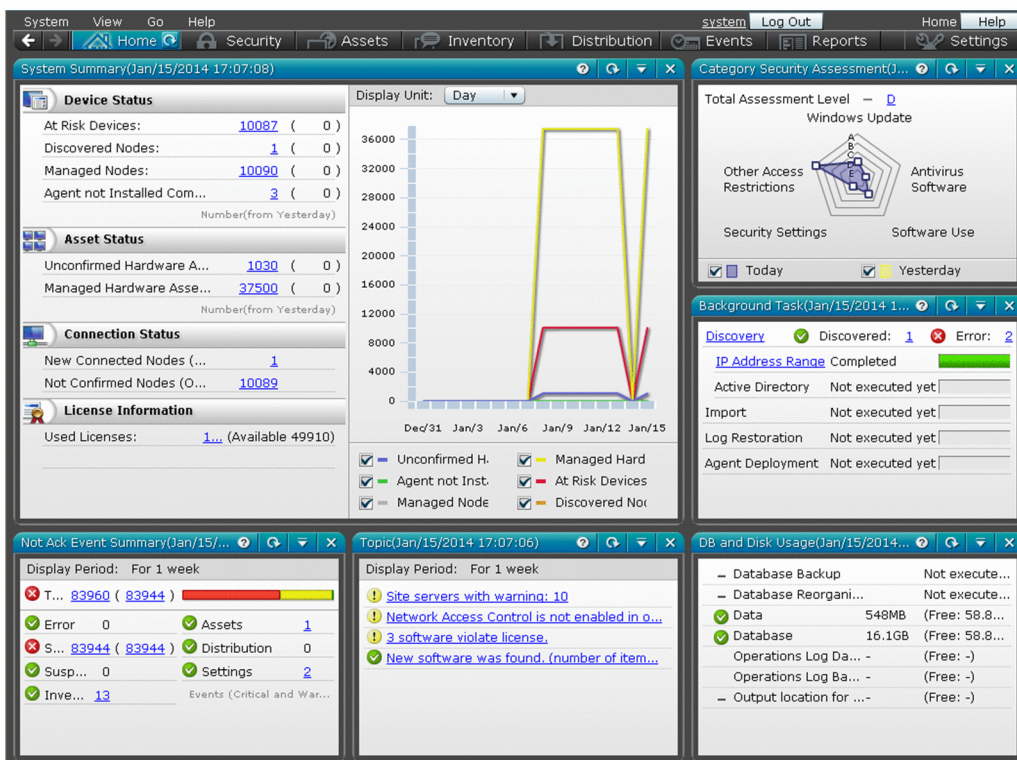 System View Go Help system Log Out Home Help
Home Security Assets Inventory Distribution Events Reports Settings
System Summary(Jan/15/2014 17:07:08)
Device Status
At Risk Devices: 10087 ( 0 )
Discovered Nodes: 1 ( 0 )
Managed Nodes: 10090 ( 0 )
Agent not Installed Com... 3 ( 0 )
Number(from Yesterday)
Asset Status
Unconfirmed Hardware A... 1030 ( 0 )
Managed Hardware Asse... 37500 ( 0 )
Number(from Yesterday)
Connection Status
New Connected Nodes (... 1
Not Confirmed Nodes (O... 10089
License Information
Used Licenses: 1... (Available 49910)
Display Unit: Day
36000
32000
28000
24000
20000
16000
12000
8000
4000
0
Dec/31 Jan/3 Jan/6 Jan/9 Jan/12 Jan/15
Unconfirmed H. Managed Hard
Agent not Inst. At Risk Devices
Managed Node Discovered Noc
Category Security Assessment(J...
Total Assessment Level – D
Windows Update
A
B
C
D
E
Other Access Restrictions
Antivirus Software
Security Settings
Software Use
Today Yesterday
Background Task(Jan/15/2014 1...
Discovery Discovered: 1 Error: 2
IP Address Range Completed
Active Directory Not executed yet
Import Not executed yet
Log Restoration Not executed yet
Agent Deployment Not executed yet
Not Ack Event Summary(Jan/15/...
Display Period: For 1 week
T... 83960 ( 83944 )
Error 0 Assets 1
S... 83944 ( 83944 ) Distribution 0
Susp... 0 Settings 2
Inve... 13 Events (Critical and War...
Topic(Jan/15/2014 17:07:06)
Display Period: For 1 week
Site servers with warning: 10
Network Access Control is not enabled in o...
3 software violate license.
New software was found. (number of item...
DB and Disk Usage(Jan/15/2014...
– Database Backup Not execute...
– Database Reorgani... Not execute...
Data 548MB (Free: 58.8...
Database 16.1GB (Free: 58.8...
Operations Log Da... - (Free: -)
Operations Log Ba... - (Free: -)
– Output location for ...- (Free: -)